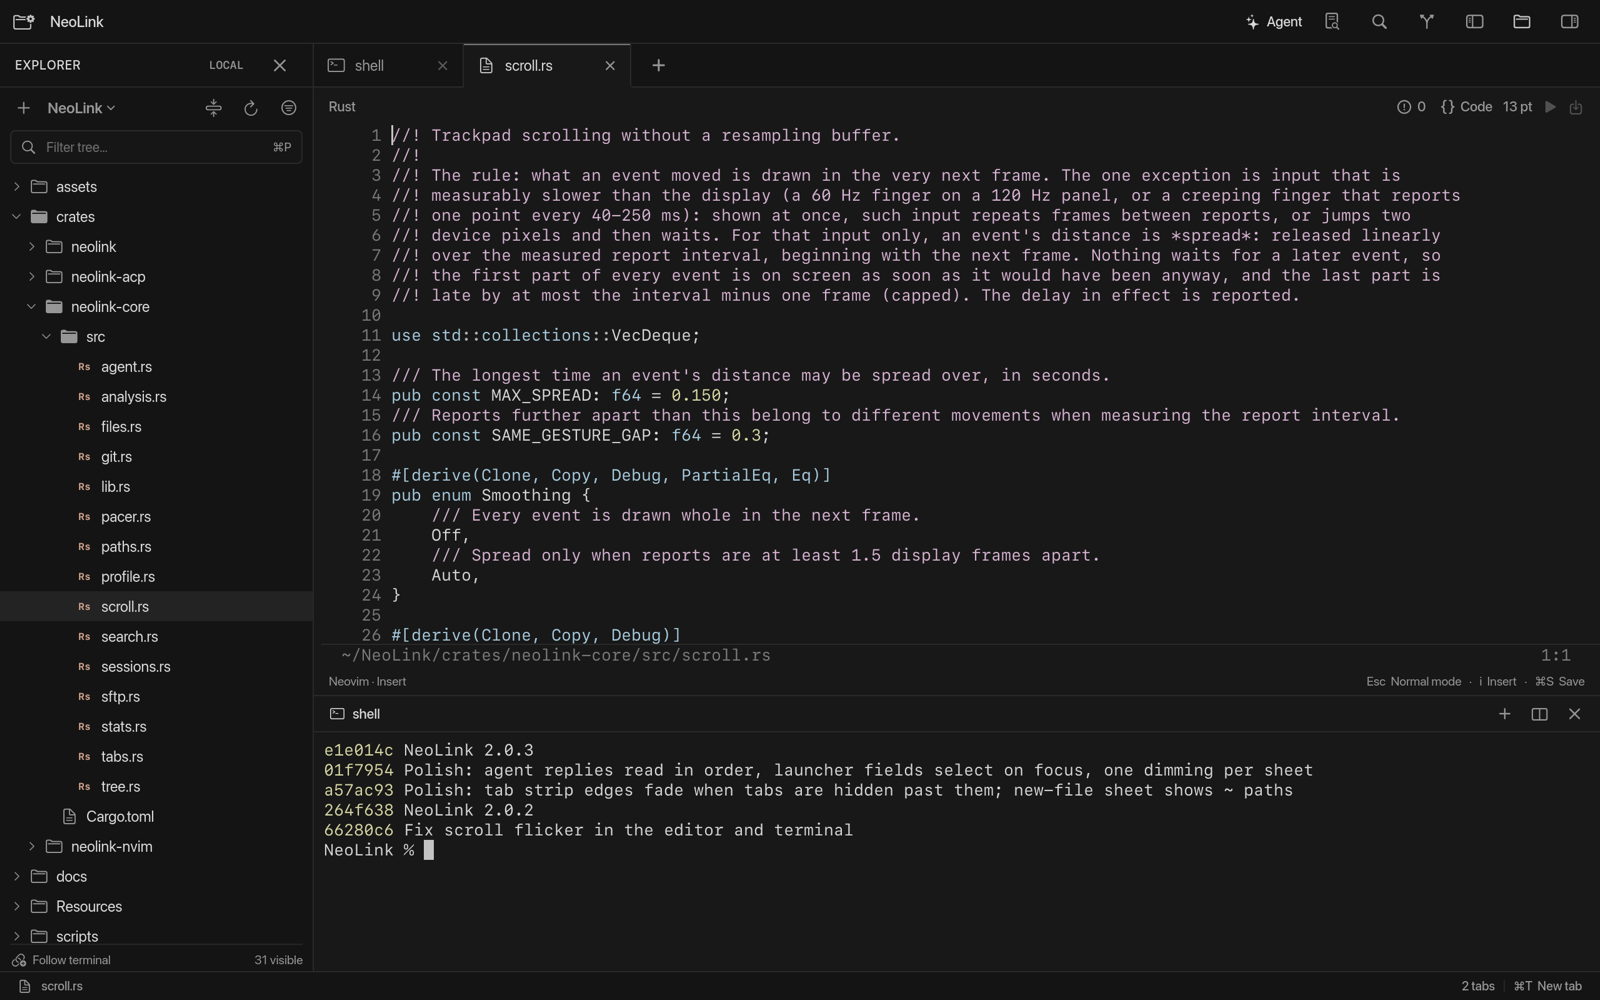 NeoLink
Agent
EXPLORER
LOCAL
NeoLink
Filter tree...
⌘P
assets
crates
neolink
neolink-acp
neolink-core
src
Rs agent.rs
Rs analysis.rs
Rs files.rs
Rs git.rs
Rs lib.rs
Rs pacer.rs
Rs paths.rs
Rs profile.rs
Rs scroll.rs
Rs search.rs
Rs sessions.rs
Rs sftp.rs
Rs stats.rs
Rs tabs.rs
Rs tree.rs
Cargo.toml
neolink-nvim
docs
Resources
scripts
Follow terminal
31 visible
shell
scroll.rs
Rust
0 {} Code 13 pt
1 //! Trackpad scrolling without a resampling buffer.
2 //!
3 //! The rule: what an event moved is drawn in the very next frame. The one exception is input that is
4 //! measurably slower than the display (a 60 Hz finger on a 120 Hz panel, or a creeping finger that reports
5 //! one point every 40–250 ms): shown at once, such input repeats frames between reports, or jumps two
6 //! device pixels and then waits. For that input only, an event's distance is *spread*: released linearly
7 //! over the measured report interval, beginning with the next frame. Nothing waits for a later event, so
8 //! the first part of every event is on screen as soon as it would have been anyway, and the last part is
9 //! late by at most the interval minus one frame (capped). The delay in effect is reported.
10
11 use std::collections::VecDeque;
12
13 /// The longest time an event's distance may be spread over, in seconds.
14 pub const MAX_SPREAD: f64 = 0.150;
15 /// Reports further apart than this belong to different movements when measuring the report interval.
16 pub const SAME_GESTURE_GAP: f64 = 0.3;
17
18 #[derive(Clone, Copy, Debug, PartialEq, Eq)]
19 pub enum Smoothing {
20     /// Every event is drawn whole in the next frame.
21     Off,
22     /// Spread only when reports are at least 1.5 display frames apart.
23     Auto,
24 }
25
26 #[derive(Clone, Copy, Debug)]
~/NeoLink/crates/neolink-core/src/scroll.rs
1:1
Neovim · Insert
Esc Normal mode · i Insert · ⌘S Save
shell
e1e014c NeoLink 2.0.3
01f7954 Polish: agent replies read in order, launcher fields select on focus, one dimming per sheet
a57ac93 Polish: tab strip edges fade when tabs are hidden past them; new-file sheet shows ~ paths
264f638 NeoLink 2.0.2
66280c6 Fix scroll flicker in the editor and terminal
NeoLink %
scroll.rs
2 tabs
⌘T New tab